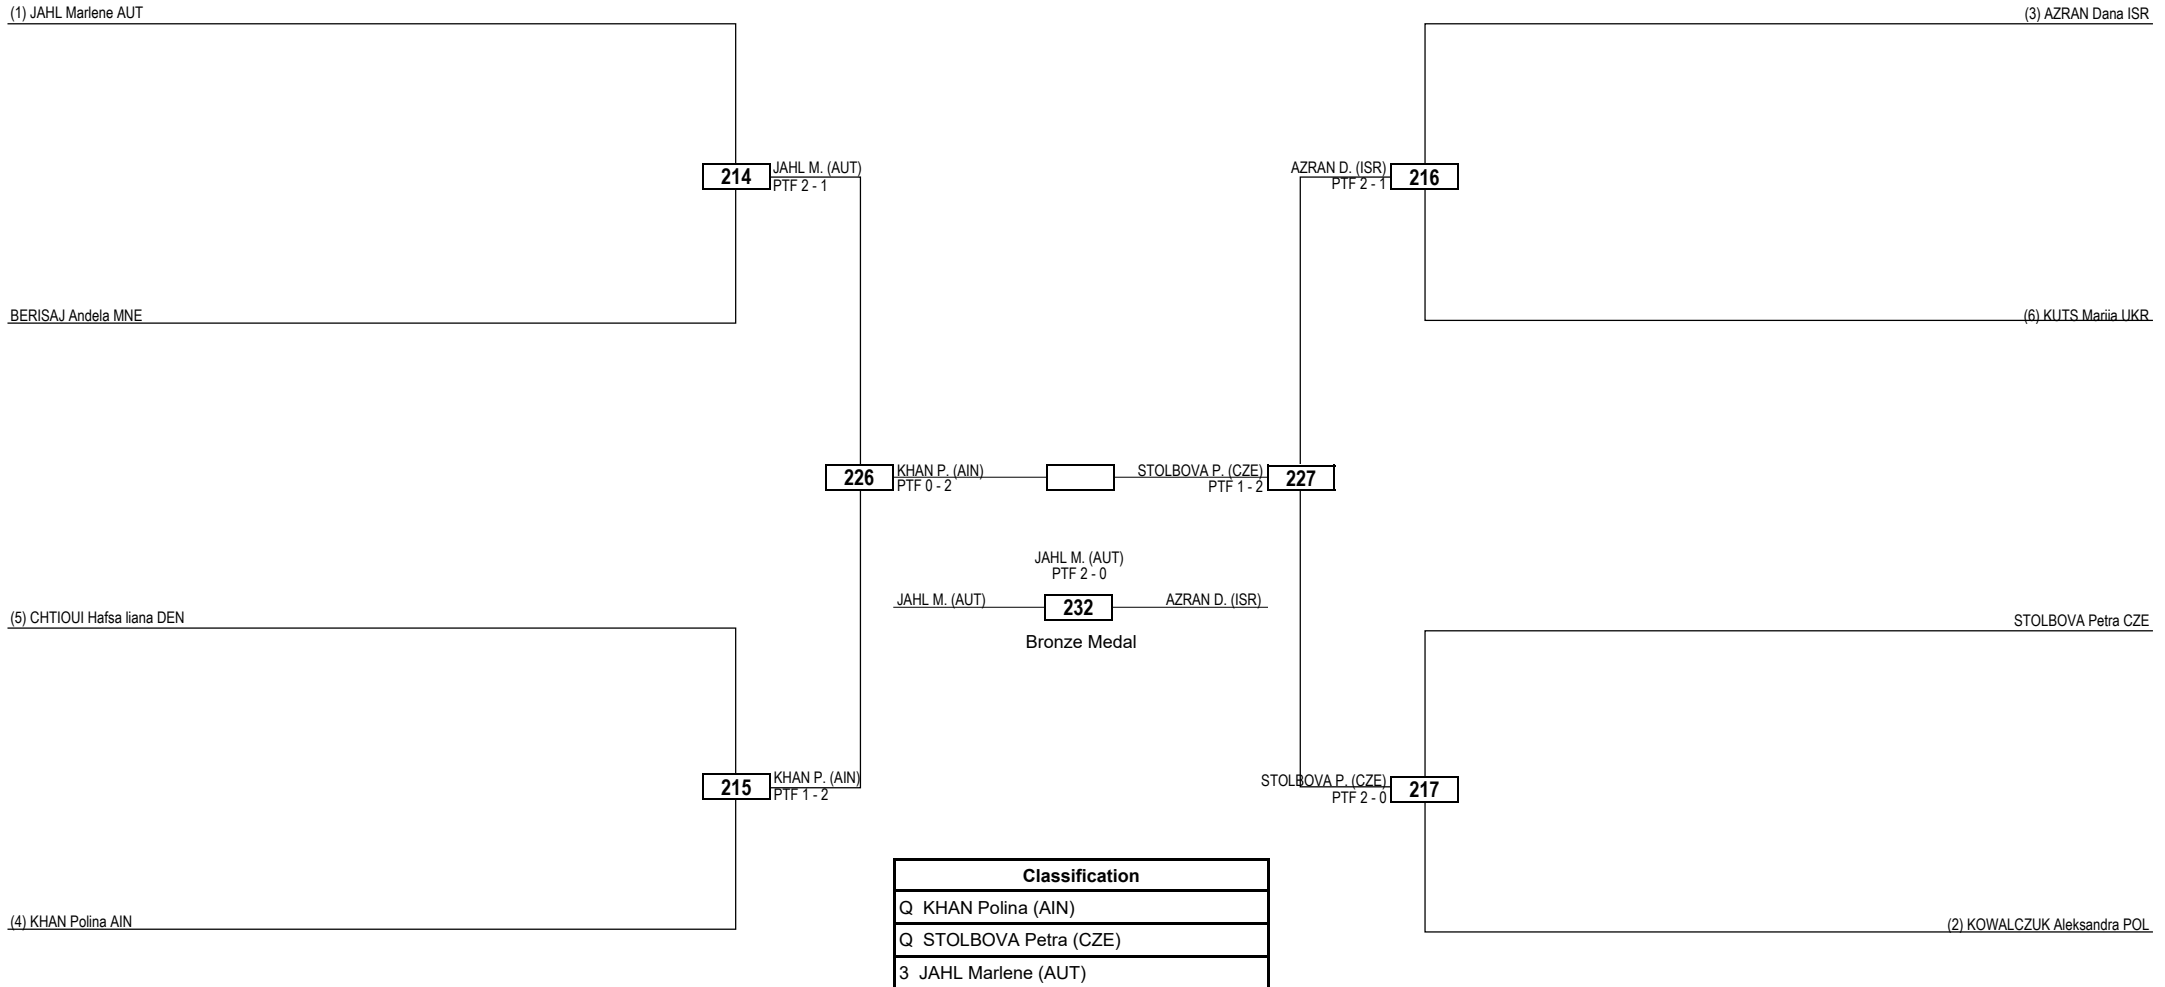 (1) JAHL Marlene AUT
(3) AZRAN Dana ISR
214
JAHL M. (AUT)
PTF 2 - 1
AZRAN D. (ISR)
PTF 2 - 1
216
BERISAJ Andela MNE
(6) KUTS Mariia UKR
226
KHAN P. (AIN)
PTF 0 - 2
STOLBOVA P. (CZE)
PTF 1 - 2
227
JAHL M. (AUT)
PTF 2 - 0
JAHL M. (AUT)
232
AZRAN D. (ISR)
Bronze Medal
(5) CHTIOUI Hafsa liana DEN
STOLBOVA Petra CZE
215
KHAN P. (AIN)
PTF 1 - 2
STOLBOVA P. (CZE)
PTF 2 - 0
217
(4) KHAN Polina AIN
(2) KOWALCZUK Aleksandra POL
Classification
Q KHAN Polina (AIN)
Q STOLBOVA Petra (CZE)
3 JAHL Marlene (AUT)